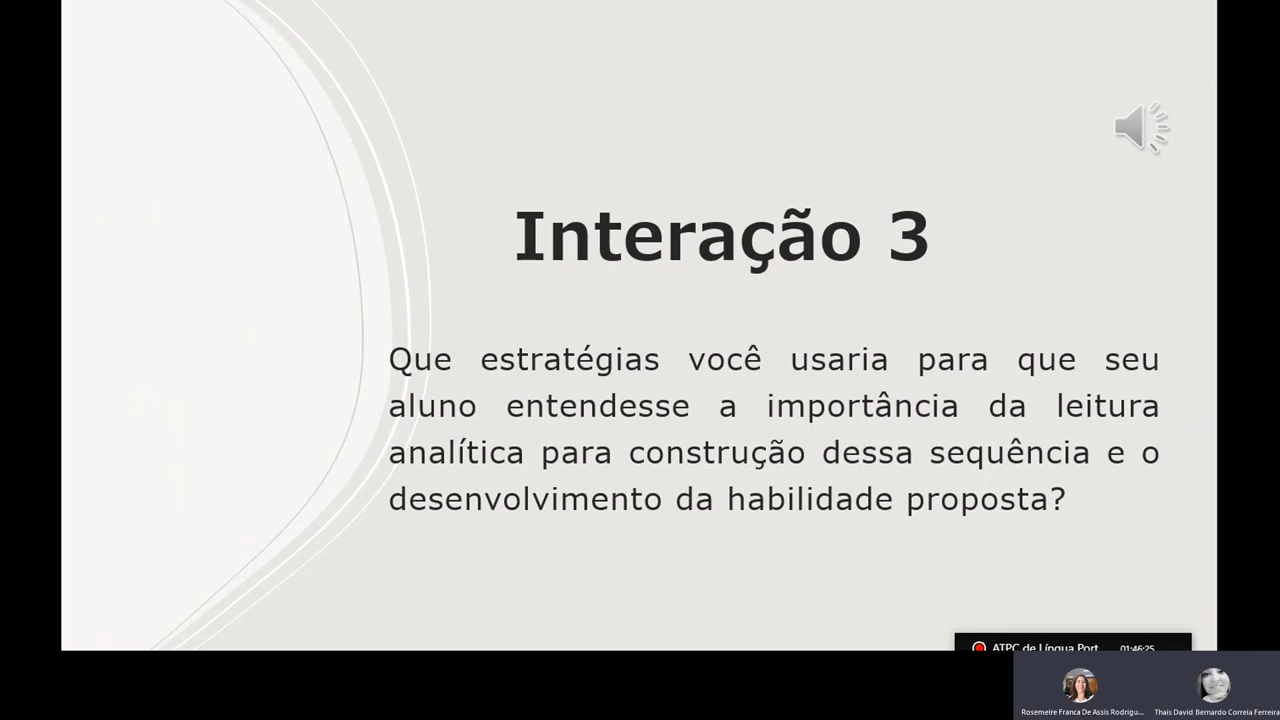 Interação 3
Que estratégias você usaria para que seu
aluno entendesse a importância da leitura
analítica para construção dessa sequência e o
desenvolvimento da habilidade proposta?
ATPC de Língua Port 01:46:25
Rosemeire Franca De Assis Rodrigu... Thais David Bernardo Correia Ferreira